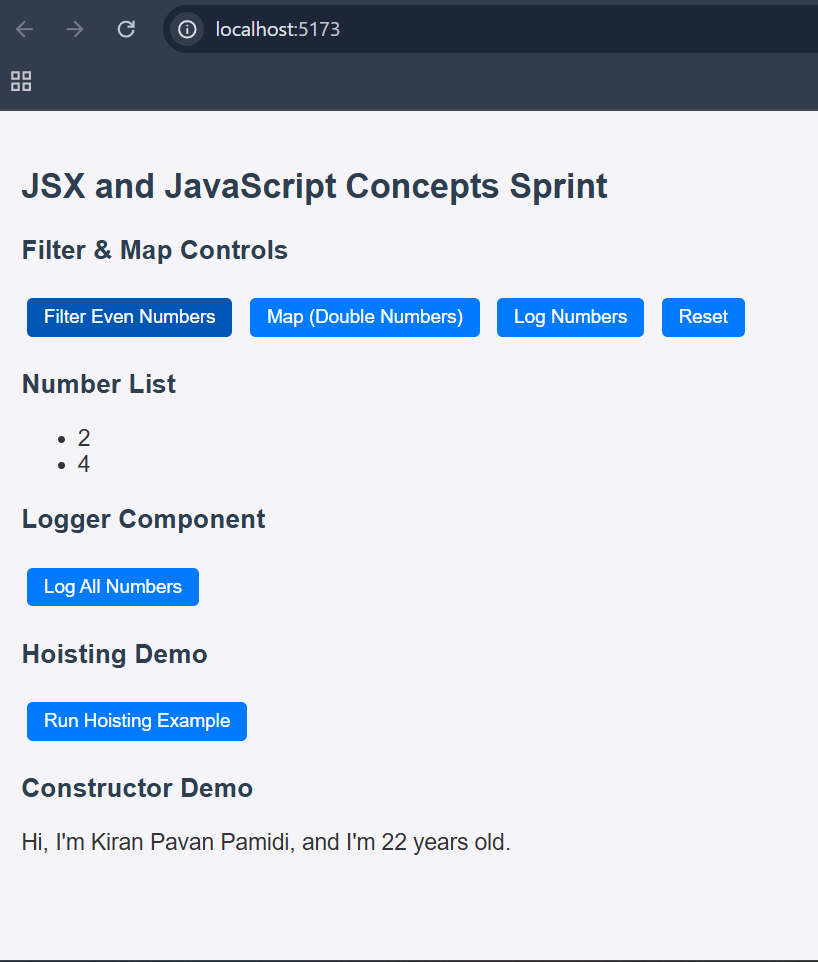 localhost:5173
JSX and JavaScript Concepts Sprint
Filter & Map Controls
Filter Even Numbers Map (Double Numbers) Log Numbers Reset
Number List
2
4
Logger Component
Log All Numbers
Hoisting Demo
Run Hoisting Example
Constructor Demo
Hi, I'm Kiran Pavan Pamidi, and I'm 22 years old.